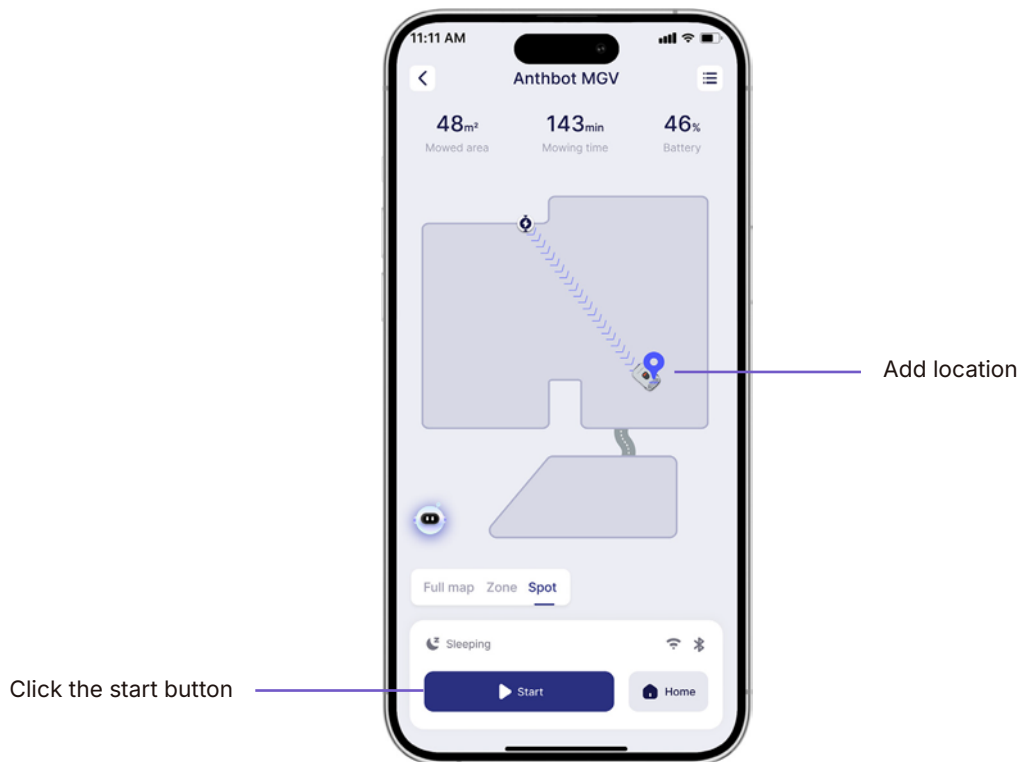 11:11 AM
Anthbot MGV
48m² 143min 46%
Mowed area Mowing time Battery
Add location
Full map Zone Spot
Sleeping
Click the start button
Start Home